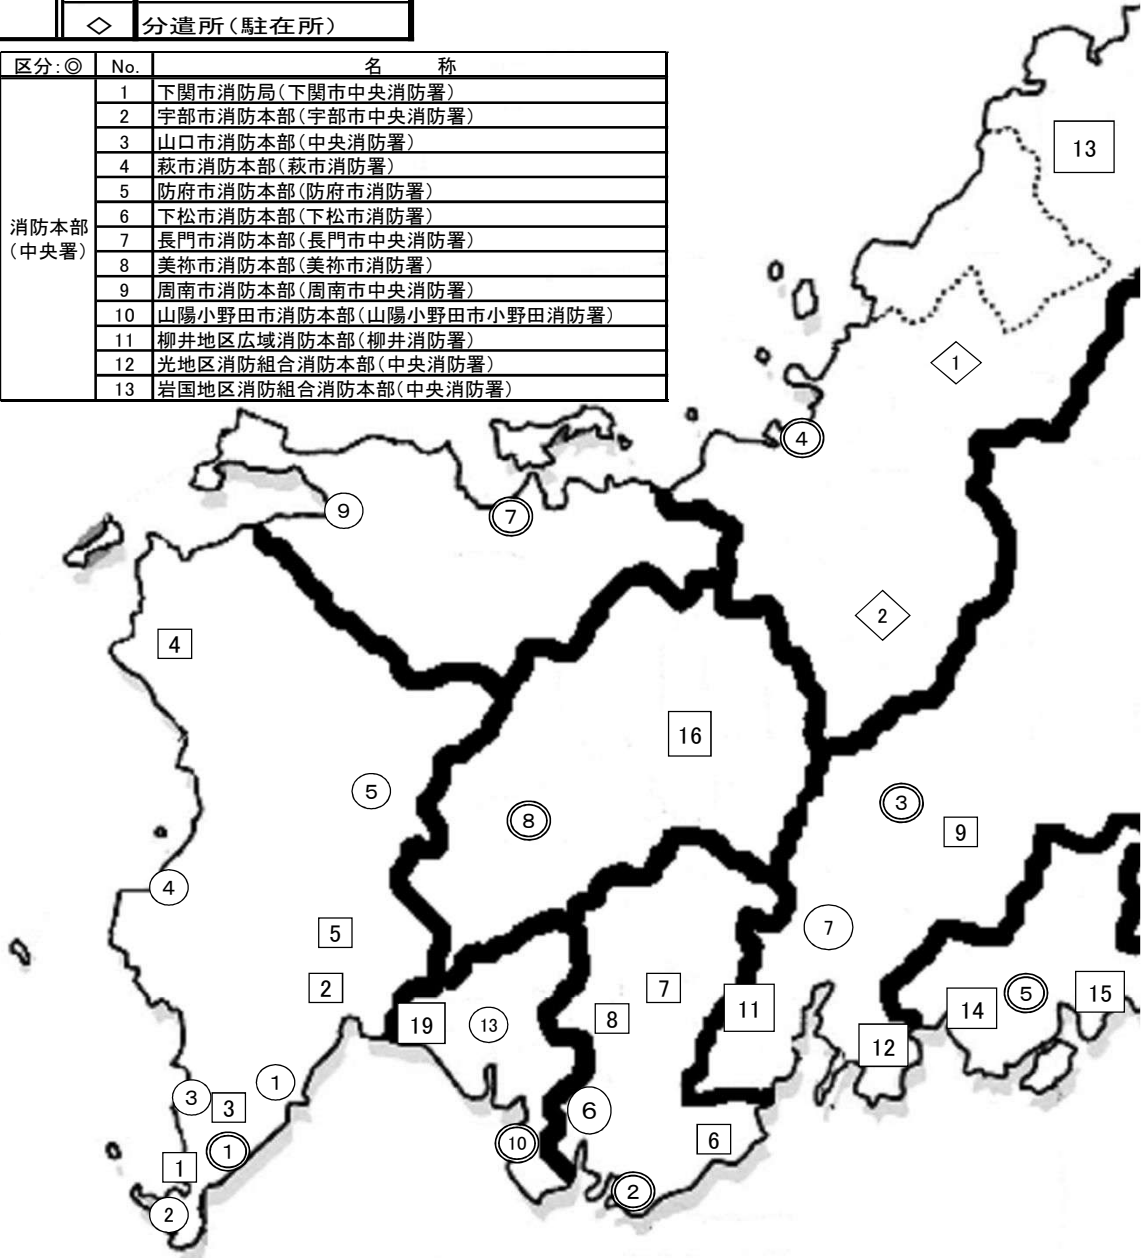 ◇ 分遣所(駐在所)
区分:◎ No. 名 称
消防本部
(中央署)
1 下関市消防局(下関市中央消防署)
2 宇部市消防本部(宇部市中央消防署)
3 山口市消防本部(中央消防署)
4 萩市消防本部(萩市消防署)
5 防府市消防本部(防府市消防署)
6 下松市消防本部(下松市消防署)
7 長門市消防本部(長門市中央消防署)
8 美祢市消防本部(美祢市消防署)
9 周南市消防本部(周南市中央消防署)
10 山陽小野田市消防本部(山陽小野田市小野田消防署)
11 柳井地区広域消防本部(柳井消防署)
12 光地区消防組合消防本部(中央消防署)
13 岩国地区消防組合消防本部(中央消防署)
13
1
4
9
7
2
4
16
5
8
3
9
4
7
5
2
7
5
15
14
11
19
13
8
12
1
3
3
6
6
10
1
1
2
2